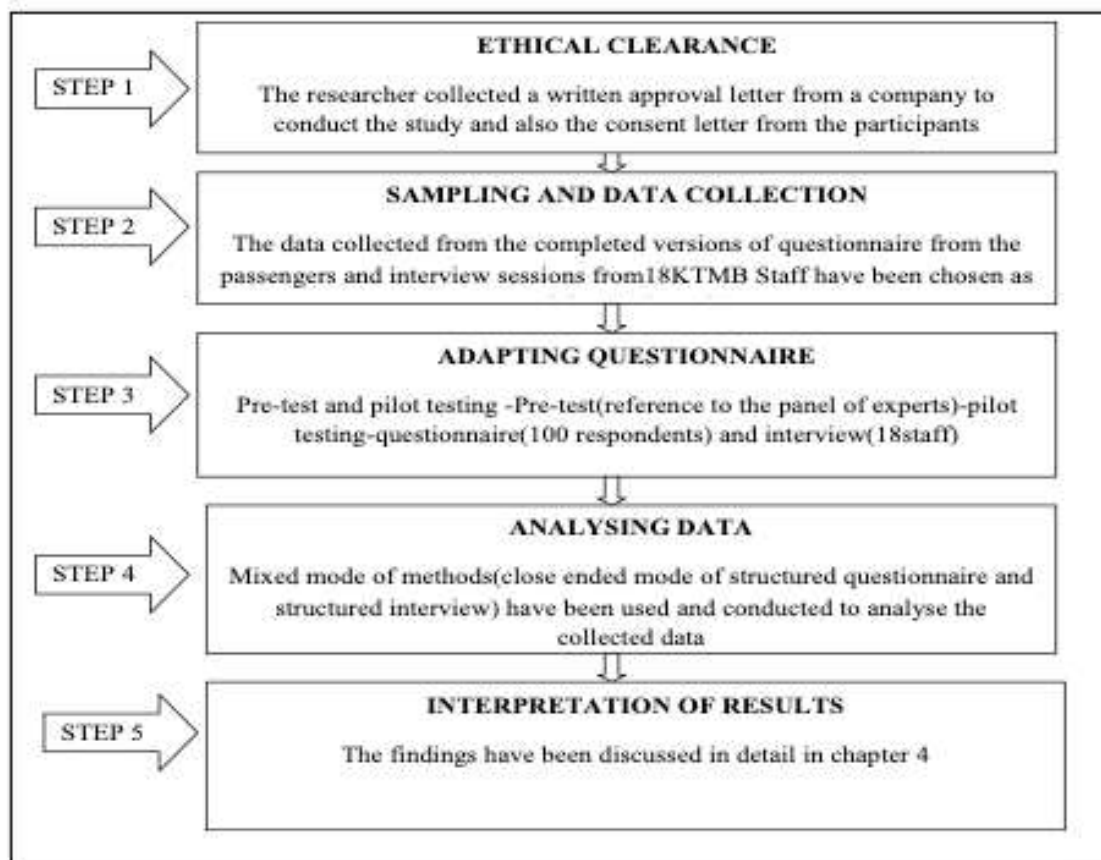 STEP 1
ETHICAL CLEARANCE
The researcher collected a written approval letter from a company to
conduct the study and also the consent letter from the participants
STEP 2
SAMPLING AND DATA COLLECTION
The data collected from the completed versions of questionnaire from the
passengers and interview sessions from18KTMB Staff have been chosen as
STEP 3
ADAPTING QUESTIONNAIRE
Pre-test and pilot testing -Pre-test(reference to the panel of experts)-pilot
testing-questionnaire(100 respondents) and interview(18staff)
STEP 4
ANALYSING DATA
Mixed mode of methods(close ended mode of structured questionnaire and
structured interview) have been used and conducted to analyse the
collected data
STEP 5
INTERPRETATION OF RESULTS
The findings have been discussed in detail in chapter 4